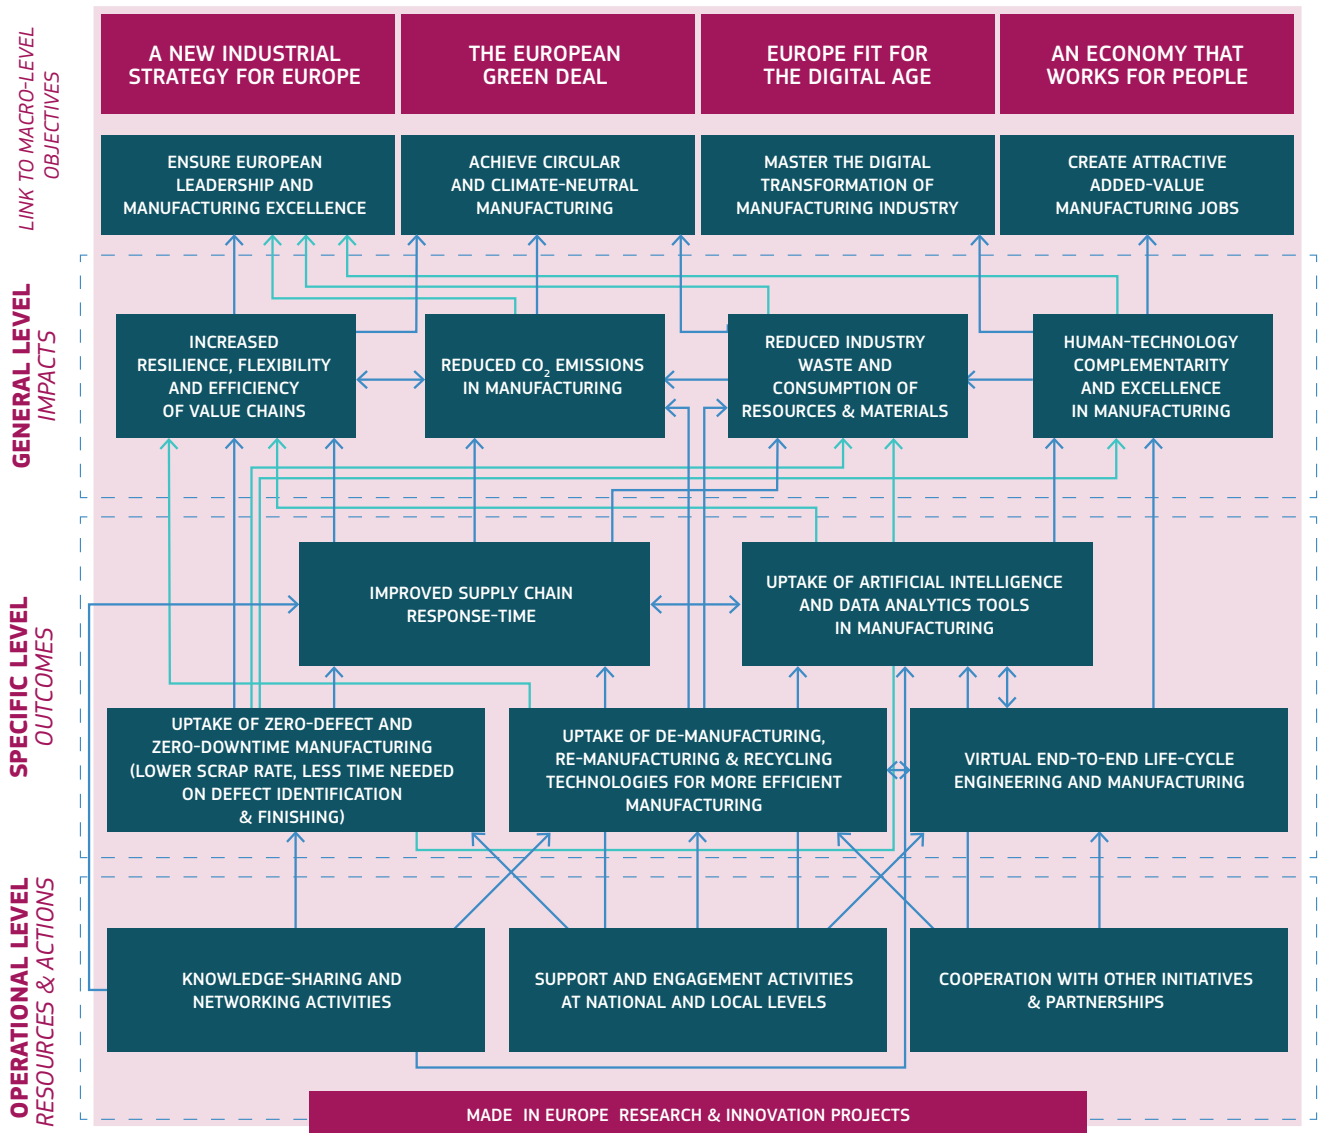 LINK TO MACRO-LEVEL
OBJECTIVES
A NEW INDUSTRIAL
STRATEGY FOR EUROPE
THE EUROPEAN
GREEN DEAL
EUROPE FIT FOR
THE DIGITAL AGE
AN ECONOMY THAT
WORKS FOR PEOPLE
ENSURE EUROPEAN
LEADERSHIP AND
MANUFACTURING EXCELLENCE
ACHIEVE CIRCULAR
AND CLIMATE-NEUTRAL
MANUFACTURING
MASTER THE DIGITAL
TRANSFORMATION OF
MANUFACTURING INDUSTRY
CREATE ATTRACTIVE
ADDED-VALUE
MANUFACTURING JOBS
GENERAL LEVEL
IMPACTS
INCREASED
RESILIENCE, FLEXIBILITY
AND EFFICIENCY
OF VALUE CHAINS
REDUCED CO₂ EMISSIONS
IN MANUFACTURING
REDUCED INDUSTRY
WASTE AND
CONSUMPTION OF
RESOURCES & MATERIALS
HUMAN-TECHNOLOGY
COMPLEMENTARITY
AND EXCELLENCE
IN MANUFACTURING
SPECIFIC LEVEL
OUTCOMES
IMPROVED SUPPLY CHAIN
RESPONSE-TIME
UPTAKE OF ARTIFICIAL INTELLIGENCE
AND DATA ANALYTICS TOOLS
IN MANUFACTURING
UPTAKE OF ZERO-DEFECT AND
ZERO-DOWNTIME MANUFACTURING
(LOWER SCRAP RATE, LESS TIME NEEDED
ON DEFECT IDENTIFICATION
& FINISHING)
UPTAKE OF DE-MANUFACTURING,
RE-MANUFACTURING & RECYCLING
TECHNOLOGIES FOR MORE EFFICIENT
MANUFACTURING
VIRTUAL END-TO-END LIFE-CYCLE
ENGINEERING AND MANUFACTURING
OPERATIONAL LEVEL
RESOURCES & ACTIONS
KNOWLEDGE-SHARING AND
NETWORKING ACTIVITIES
SUPPORT AND ENGAGEMENT ACTIVITIES
AT NATIONAL AND LOCAL LEVELS
COOPERATION WITH OTHER INITIATIVES
& PARTNERSHIPS
MADE IN EUROPE RESEARCH & INNOVATION PROJECTS